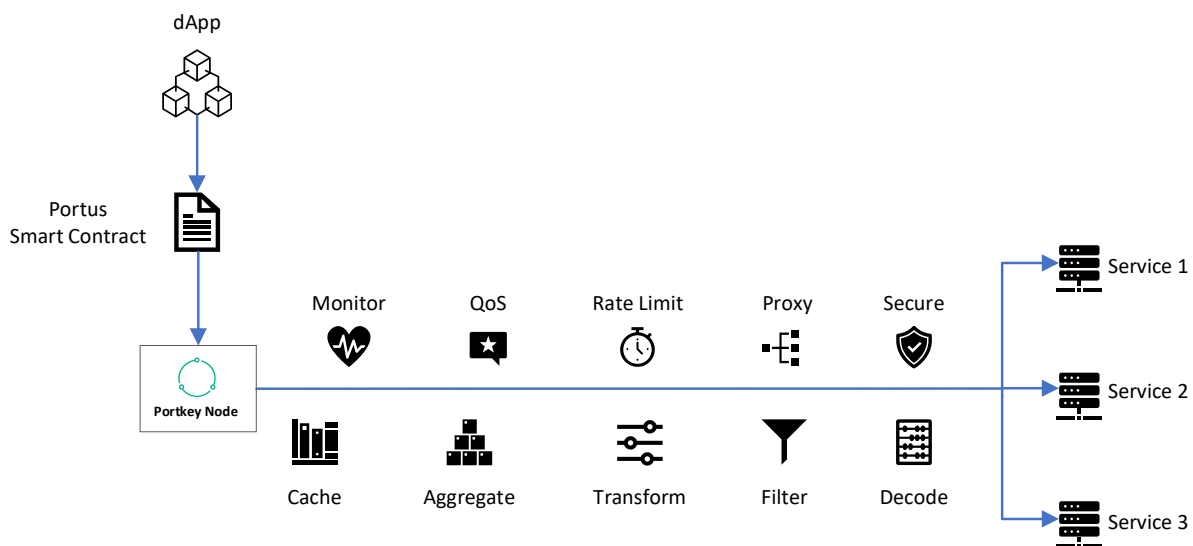 dApp
Portus
Smart Contract
Monitor
QoS
Rate Limit
Proxy
Secure
Service 1
Portkey Node
Service 2
Cache
Aggregate
Transform
Filter
Decode
Service 3